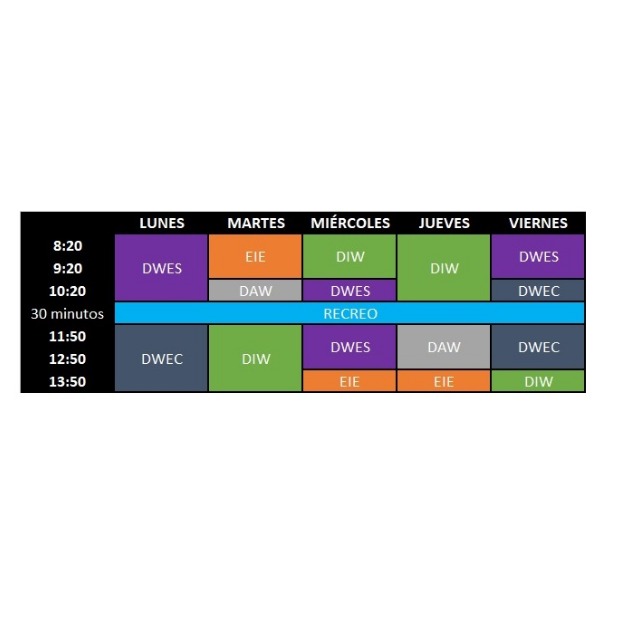 LUNES MARTES MIÉRCOLES JUEVES VIERNES
8:20 EIE DIW DWES
9:20 DWES DIW
10:20 DAW DWES DWEC
30 minutos RECREO
11:50 DWES DAW DWEC
12:50 DWEC DIW
13:50 EIE EIE DIW